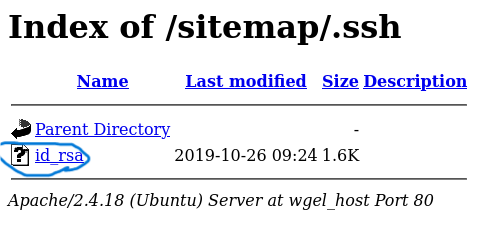 Index of /sitemap/.ssh
Name Last modified Size Description
Parent Directory -
id_rsa 2019-10-26 09:24 1.6K
Apache/2.4.18 (Ubuntu) Server at wgel_host Port 80